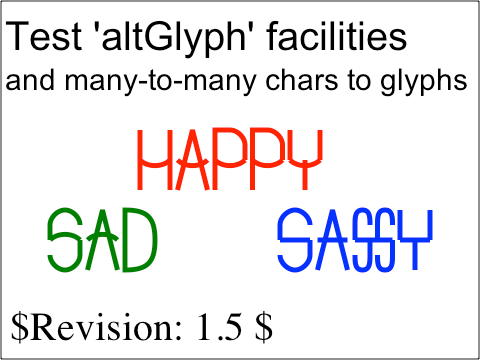 Test 'altGlyph' facilities
and many-to-many chars to glyphs
HAPPY
SAD SASSY
$Revision: 1.5 $